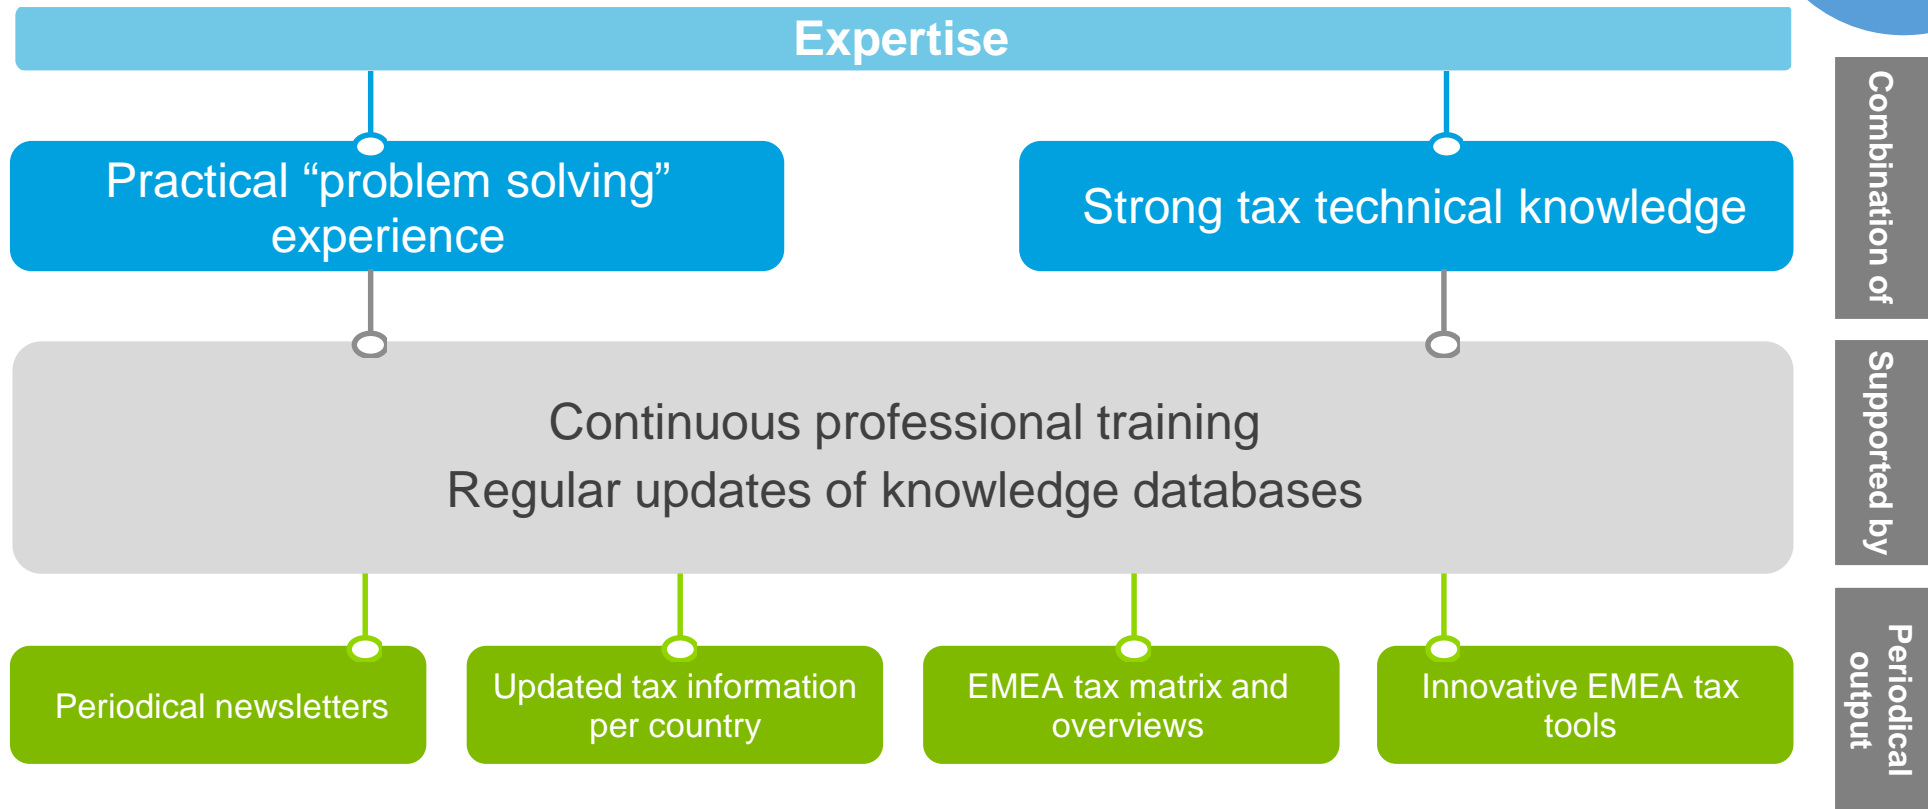 Expertise
Combination of
Practical “problem solving”
experience
Strong tax technical knowledge
Supported by
Continuous professional training
Regular updates of knowledge databases
Periodical
output
Periodical newsletters
Updated tax information
per country
EMEA tax matrix and
overviews
Innovative EMEA tax
tools